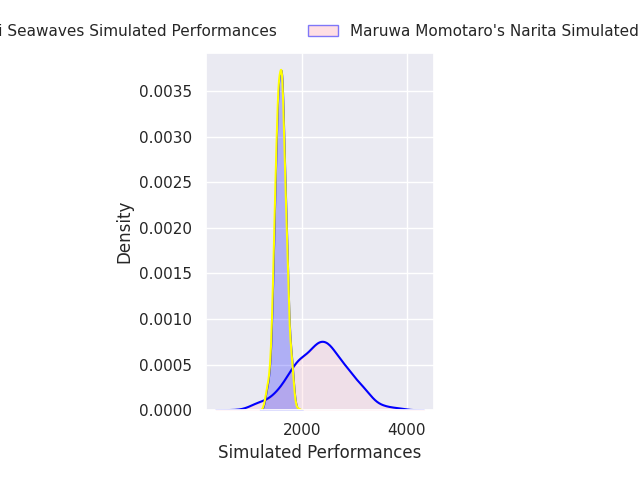 i Seawaves Simulated Performances
Maruwa Momotaro's Narita Simulated
0.0035
0.0030
0.0025
0.0020
0.0015
0.0010
0.0005
0.0000
Density
2000 4000
Simulated Performances